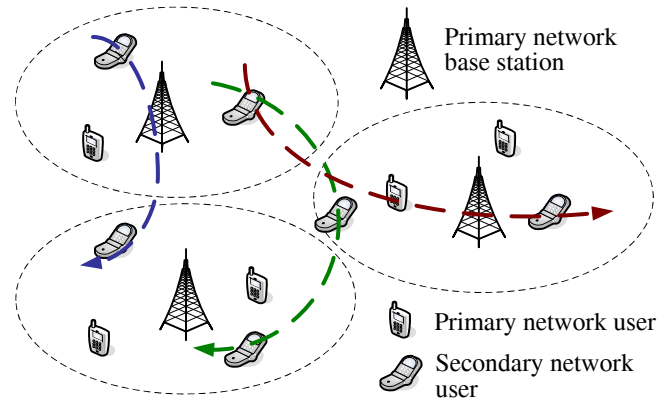 Primary network
base station
Primary network user
Secondary network
user